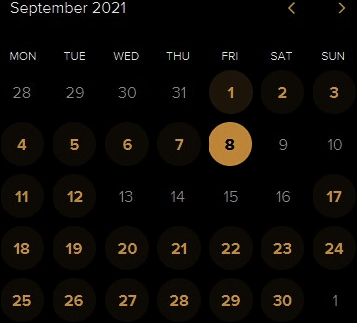 September 2021
MON TUE WED THU FRI SAT SUN
28 29 30 31 1 2 3
4 5 6 7 8 9 10
11 12 13 14 15 16 17
18 19 20 21 22 23 24
25 26 27 28 29 30 1